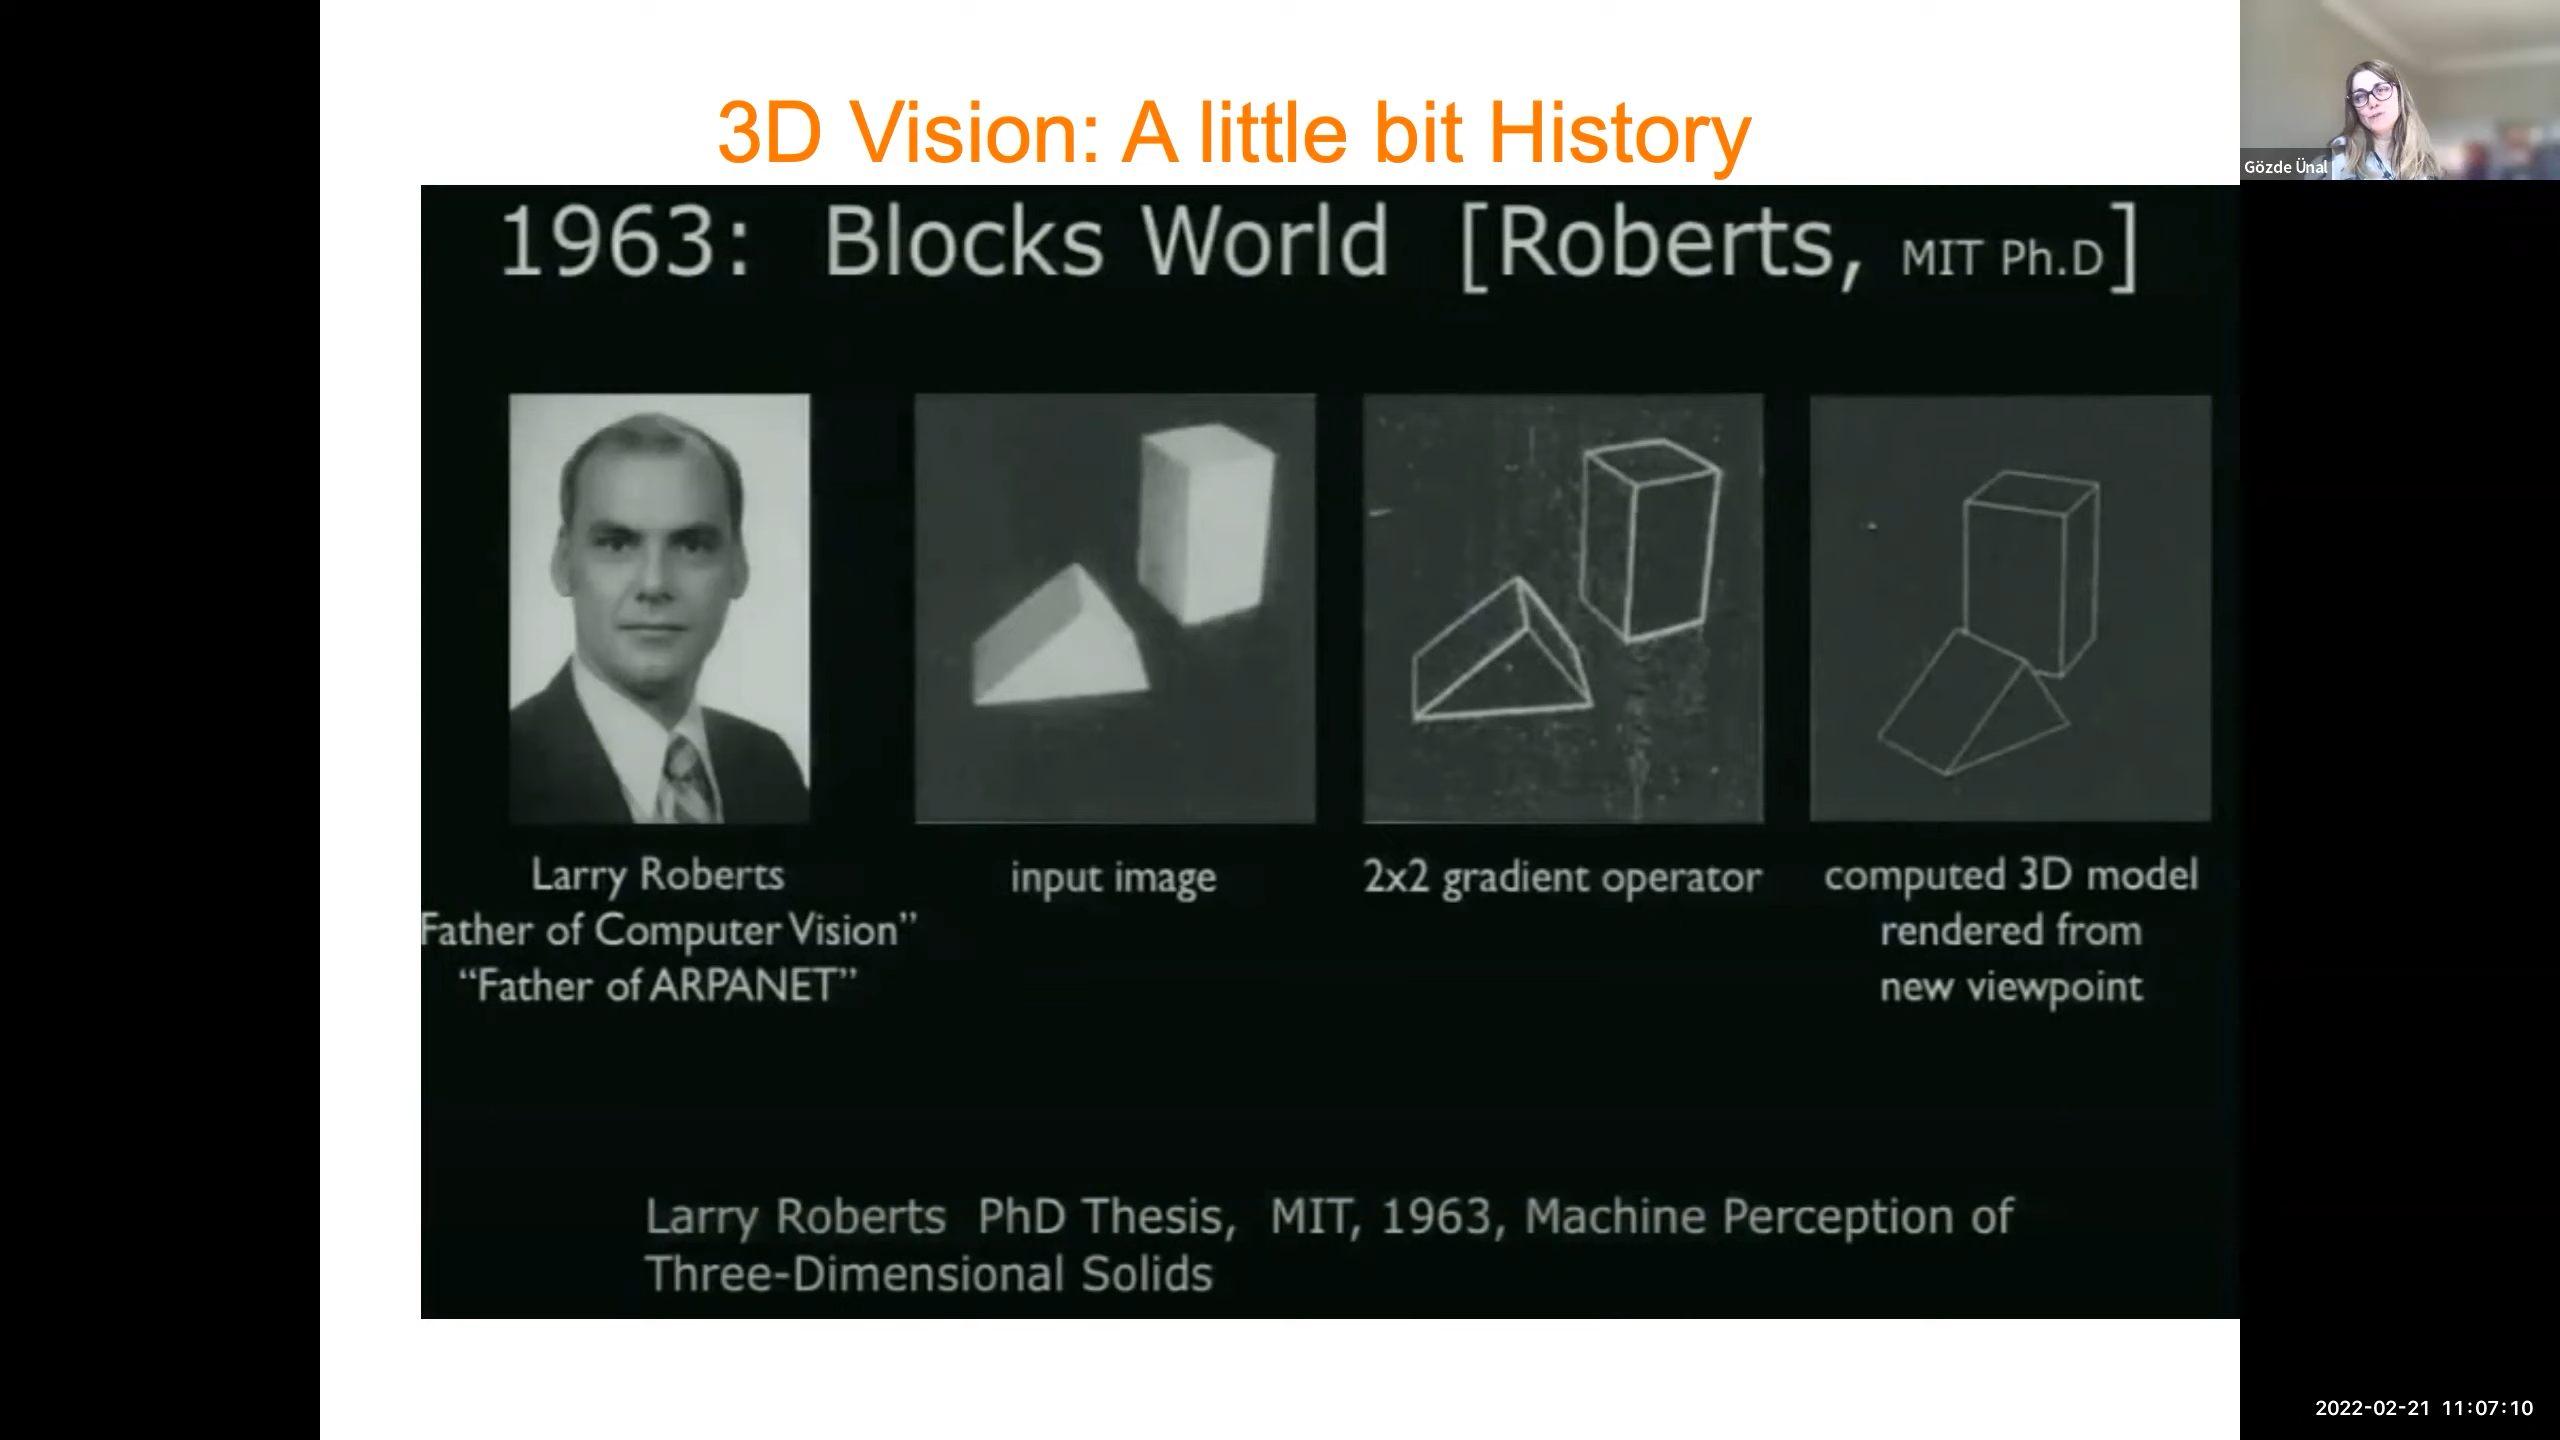 3D Vision: A little bit History
Gözde Ünal
1963: Blocks World [Roberts, MIT Ph.D]
Larry Roberts
Father of Computer Vision”
“Father of ARPANET”
input image
2x2 gradient operator
computed 3D model
rendered from
new viewpoint
Larry Roberts PhD Thesis, MIT, 1963, Machine Perception of
Three-Dimensional Solids
2022-02-21 11:07:10